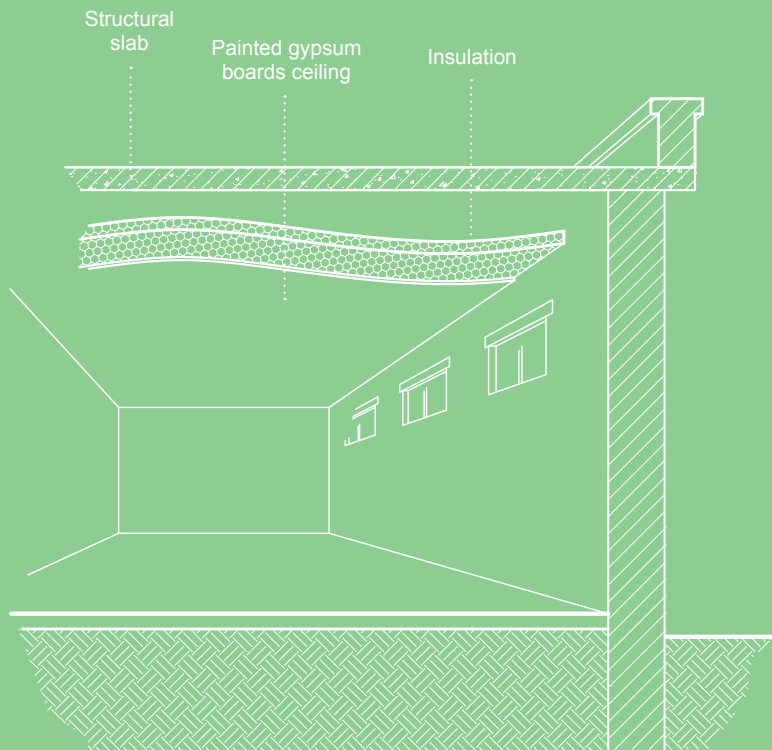 Structural
slab
Painted gypsum
boards ceiling
Insulation